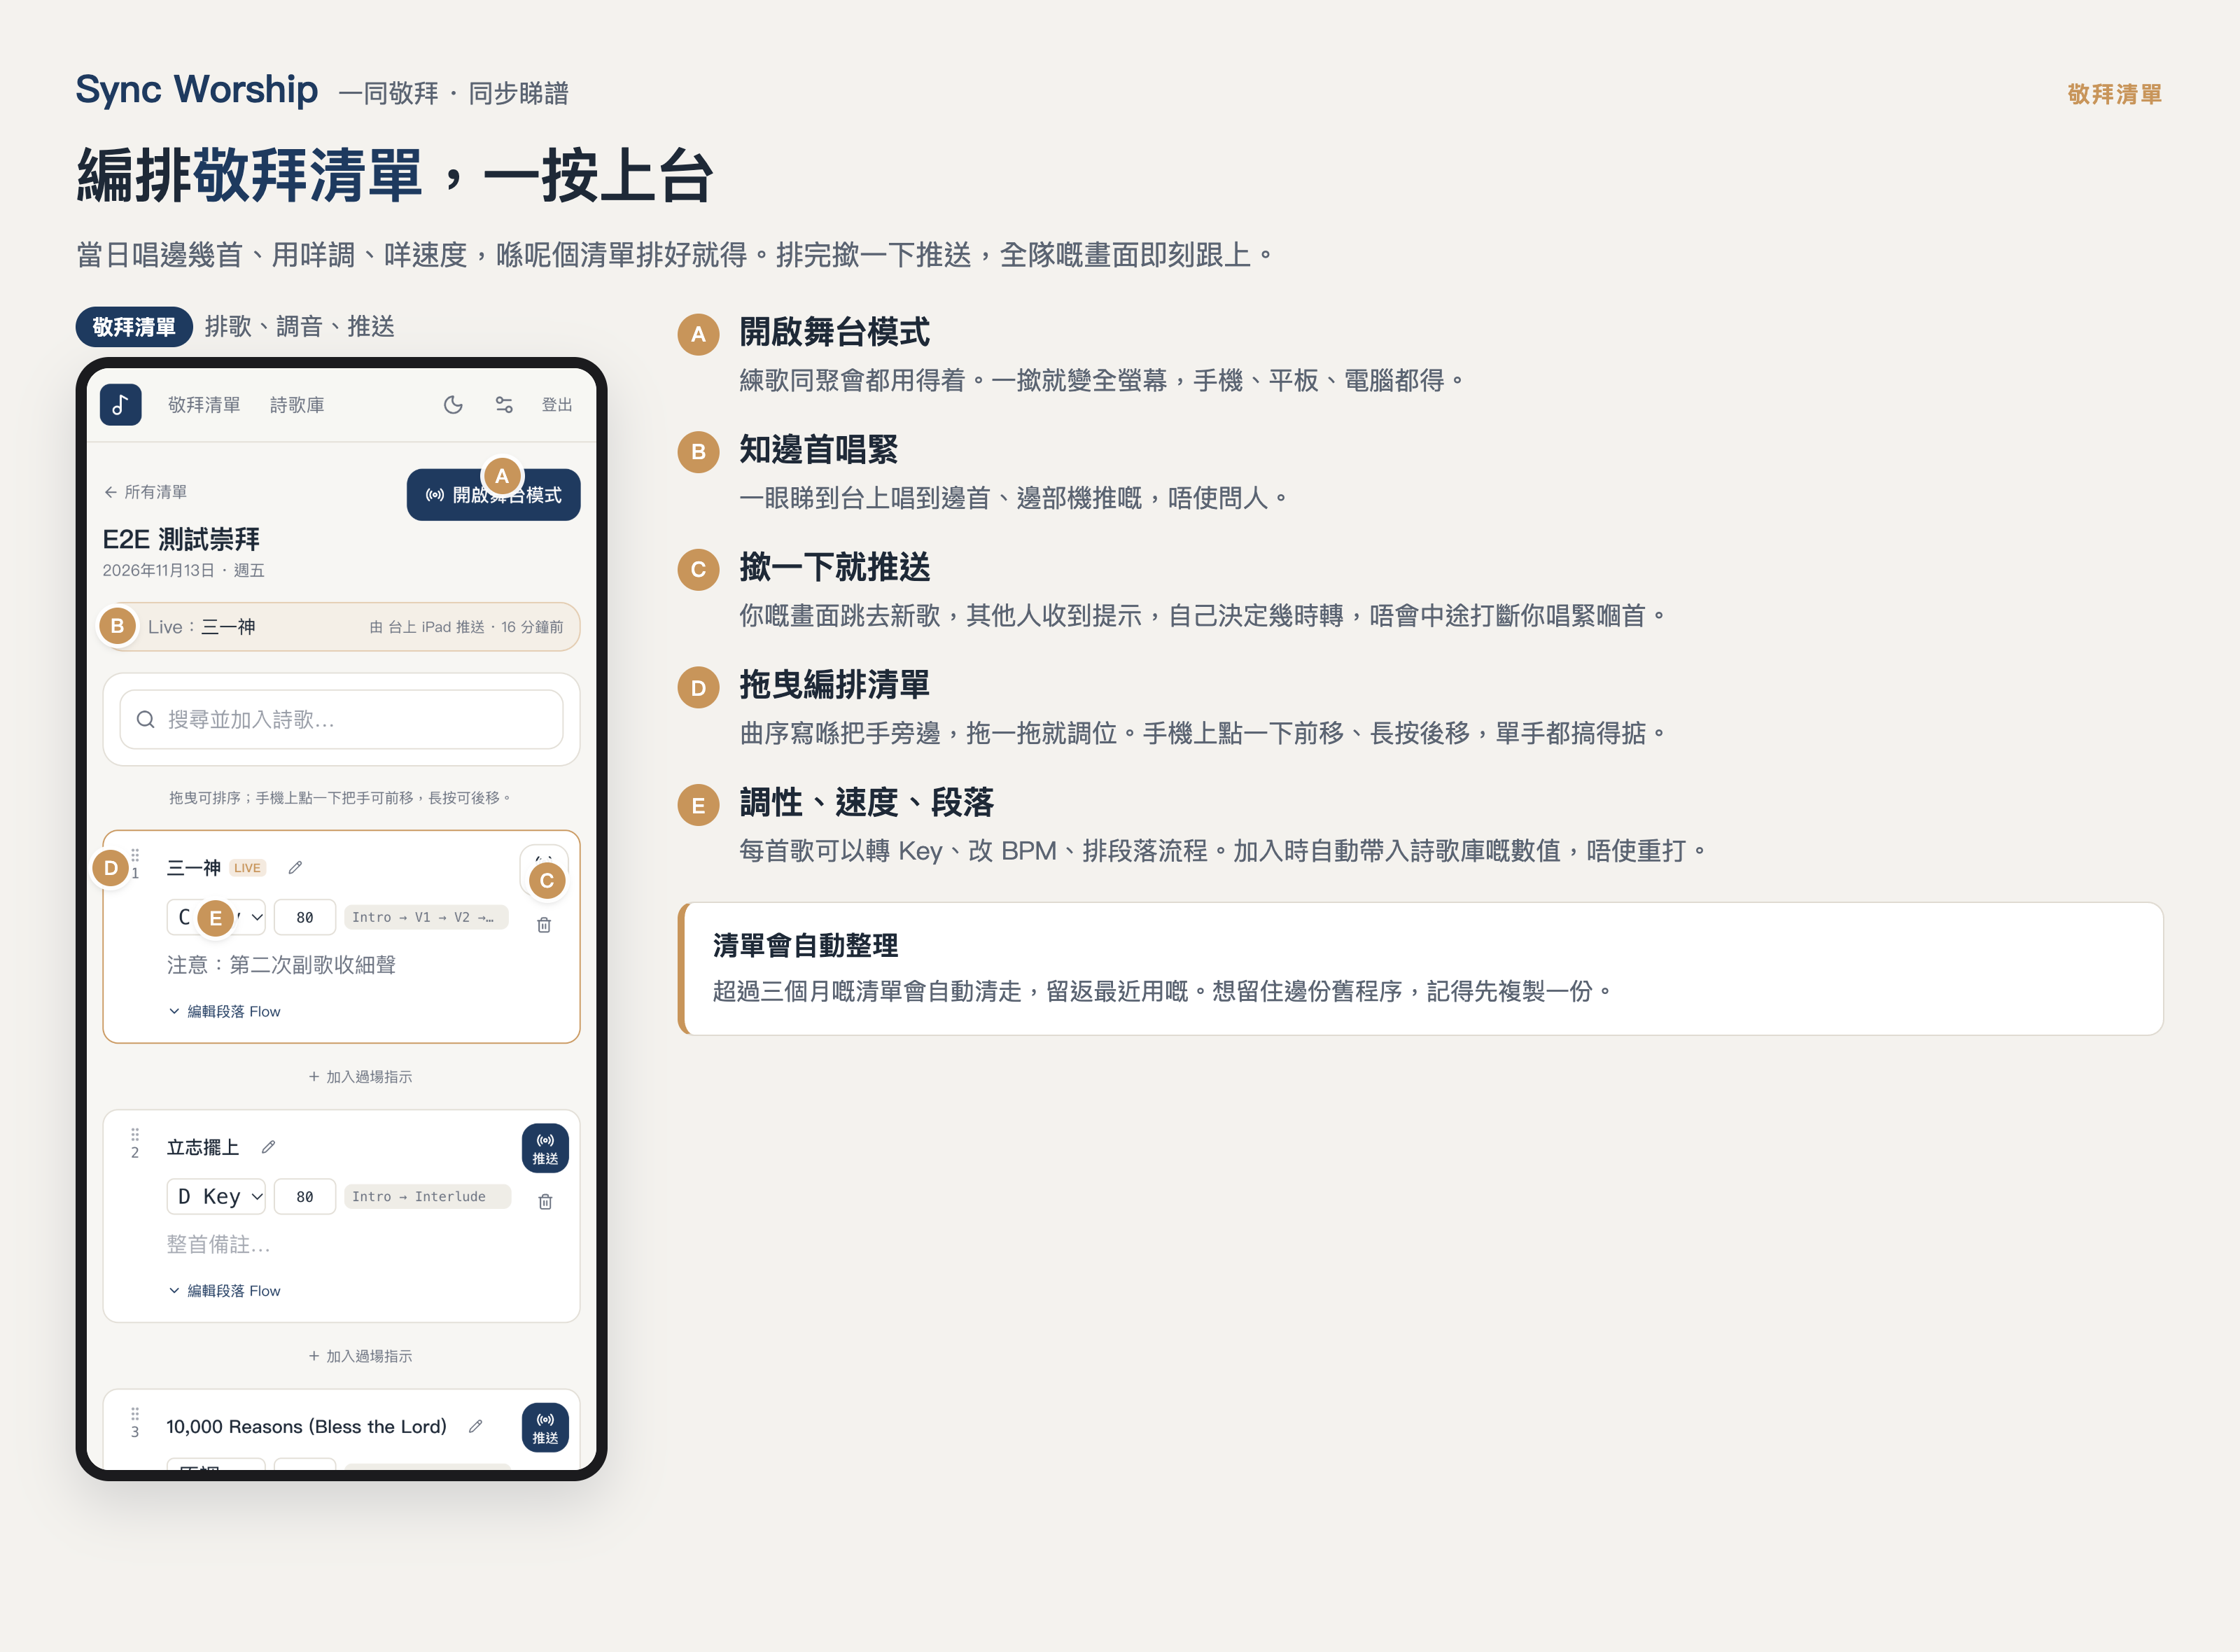 Sync Worship 一同敬拜 · 同步睇譜
敬拜清單
編排敬拜清單，一按上台
當日唱邊幾首、用咩調、咩速度，喺呢個清單排好就得。排完撳一下推送，全隊嘅畫面即刻跟上。
敬拜清單 排歌、調音、推送
敬拜清單 詩歌庫 登出
← 所有清單
A
開啟舞台模式
E2E 測試崇拜
2026年11月13日 · 週五
B
Live：三一神 由 台上 iPad 推送 · 16 分鐘前
搜尋並加入詩歌…
拖曳可排序；手機上點一下把手可前移，長按可後移。
D
1 三一神 LIVE
C
C E 80 Intro → V1 → V2 →…
注意：第二次副歌收細聲
編輯段落 Flow
+ 加入過場指示
2 立志擺上 推送
D Key 80 Intro → Interlude
整首備註…
編輯段落 Flow
+ 加入過場指示
3 10,000 Reasons (Bless the Lord) 推送
A 開啟舞台模式
練歌同聚會都用得着。一撳就變全螢幕，手機、平板、電腦都得。
B 知邊首唱緊
一眼睇到台上唱到邊首、邊部機推嘅，唔使問人。
C 撳一下就推送
你嘅畫面跳去新歌，其他人收到提示，自己決定幾時轉，唔會中途打斷你唱緊嗰首。
D 拖曳編排清單
曲序寫喺把手旁邊，拖一拖就調位。手機上點一下前移、長按後移，單手都搞得掂。
E 調性、速度、段落
每首歌可以轉 Key、改 BPM、排段落流程。加入時自動帶入詩歌庫嘅數值，唔使重打。
清單會自動整理
超過三個月嘅清單會自動清走，留返最近用嘅。想留住邊份舊程序，記得先複製一份。